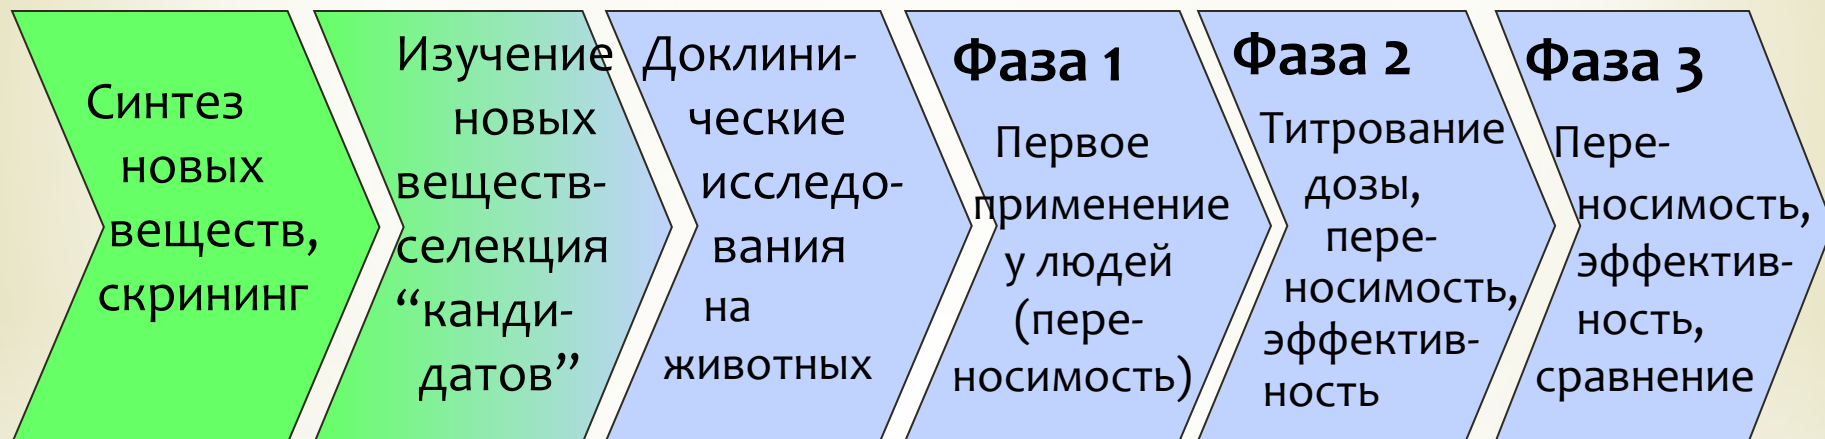 Синтез
новых
веществ,
скрининг
Изучение
новых
веществ-
селекция
“канди-
датов”
Доклини-
ческие
исследо-
вания
на
животных
Фаза 1
Первое
применение
у людей
(пере-
носимость)
Фаза 2
Титрование
дозы,
пере-
носимость,
эффектив-
ность
Фаза 3
Пере-
носимость,
эффектив-
ность,
сравнение